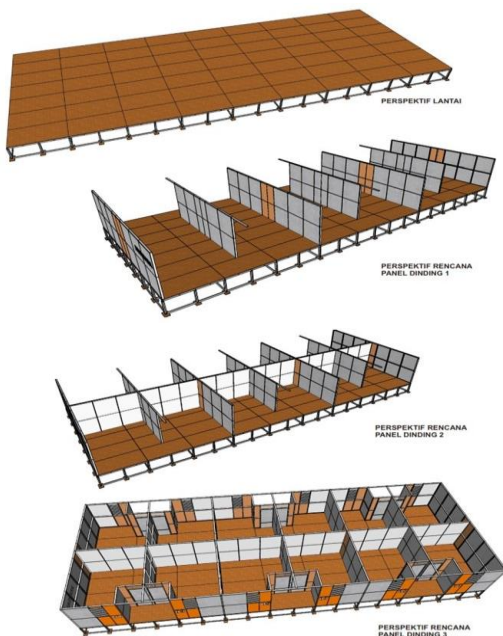 PERSPEKTIF LANTAI
PERSPEKTIF RENCANA
PANEL DINDING 1
PERSPEKTIF RENCANA
PANEL DINDING 2
PERSPEKTIF RENCANA
PANEL DINDING 3